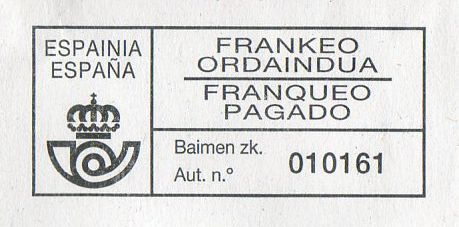 ESPAINIA
ESPAÑA
FRANKEO
ORDAINDUA
FRANQUEO
PAGADO
Baimen zk.
Aut. n.º
010161